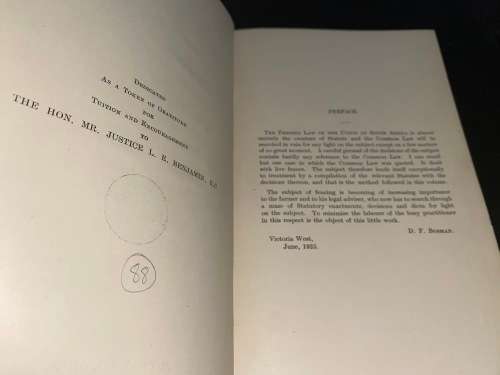 DEDICATED
AS A TOKEN OF GRATITUDE
FOR
TUITION AND ENCOURAGEMENT
TO
THE HON. MR. JUSTICE L. E. BENJAMIN, K.C.
88
PREFACE.
THE FENCING LAW OF THE UNION OF SOUTH AFRICA is almost
entirely the creature of Statute and the Common Law will be
searched in vain for any light on the subject except on a few matters
of no great moment. A careful perusal of the decisions of the subject
contain hardly any reference to the Common Law. I can recall
but one case in which the Common Law was quoted. It dealt
with live fences. The subject therefore lends itself exceptionally
to treatment by a compilation of the relevant Statutes with the
decisions thereon, and that is the method followed in this volume.
The subject of fencing is becoming of increasing importance
to the farmer and to his legal adviser, who now has to search through
a maze of Statutory enactments, decisions and dicta for light
on the subject. To minimise the labour of the busy practitioner
in this respect is the object of this little work.
D. F. BOSMAN.
Victoria West,
June, 1935.